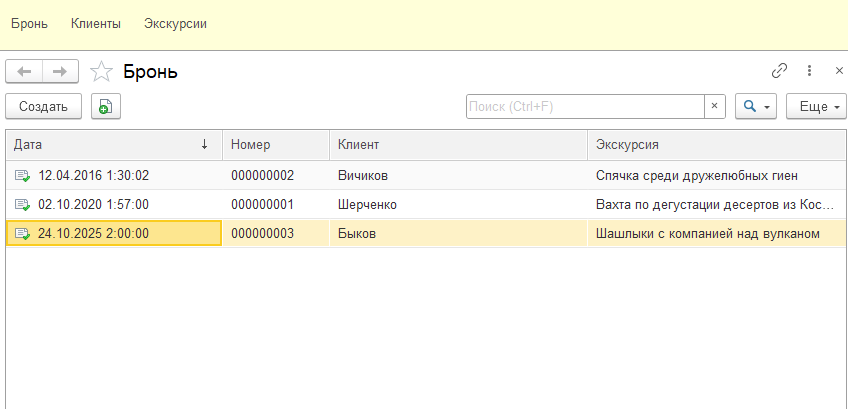 Бронь Клиенты Экскурсии
Бронь
Создать Поиск (Ctrl+F) × Еще
Дата ↓ Номер Клиент Экскурсия
12.04.2016 1:30:02 000000002 Вичиков Спячка среди дружелюбных гиен
02.10.2020 1:57:00 000000001 Шерченко Вахта по дегустации десертов из Кос...
24.10.2025 2:00:00 000000003 Быков Шашлыки с компанией над вулканом